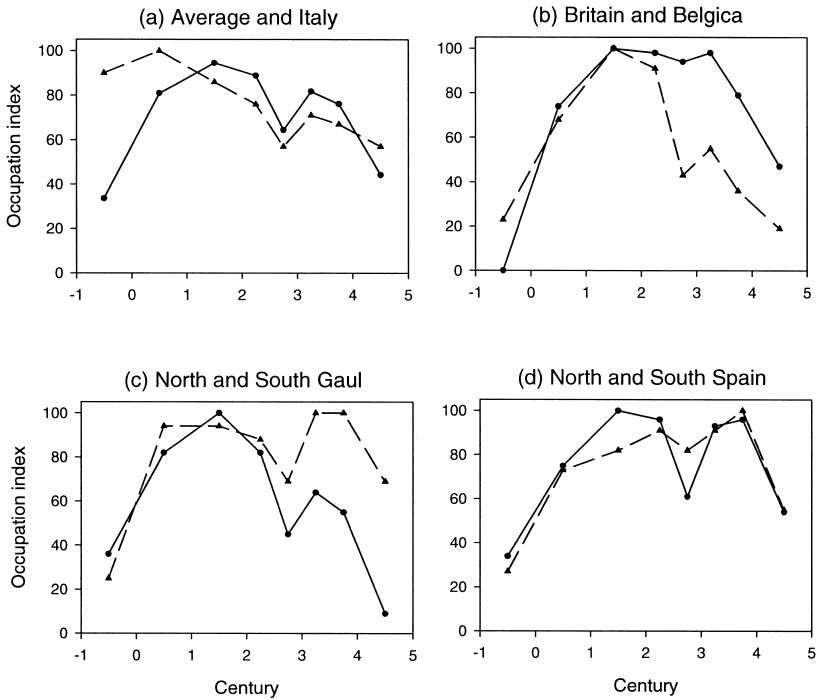 (a) Average and Italy
(b) Britain and Belgica
100
80
60
40
20
0
Occupation index
-1 0 1 2 3 4 5
100
80
60
40
20
0
-1 0 1 2 3 4 5
(c) North and South Gaul
(d) North and South Spain
100
80
60
40
20
0
Occupation index
-1 0 1 2 3 4 5
Century
100
80
60
40
20
0
-1 0 1 2 3 4 5
Century